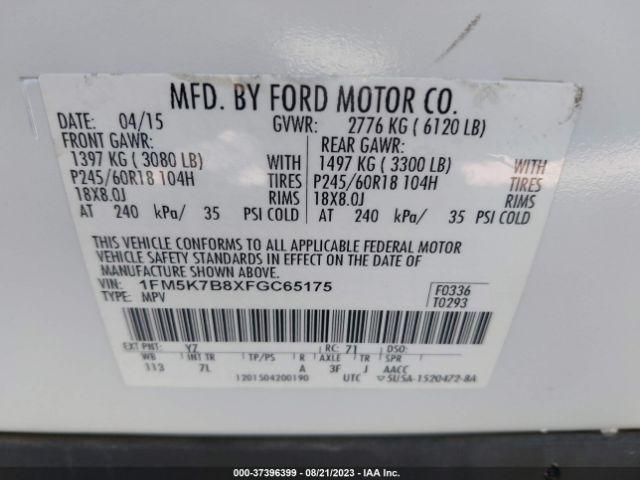 MFD. BY FORD MOTOR CO.
DATE: 04/15 GVWR: 2776 KG ( 6120 LB)
FRONT GAWR: REAR GAWR:
1397 KG ( 3080 LB) WITH 1497 KG ( 3300 LB) WITH
P245/60R18 104H TIRES P245/60R18 104H TIRES
18X8.0J RIMS 18X8.0J RIMS
AT 240 kPa/ 35 PSI COLD AT 240 kPa/ 35 PSI COLD
THIS VEHICLE CONFORMS TO ALL APPLICABLE FEDERAL MOTOR
VEHICLE SAFETY STANDARDS IN EFFECT ON THE DATE OF
MANUFACTURE SHOWN ABOVE.
VIN: 1FM5K7B8XFGC65175 F0336
TYPE: MPV T0293
EXT PNT: YZ RC: 71 DSO:
WB INT TR TP/PS R AXLE TR SPR
113 7L A 3F J AACC
1201504200190 UTC 5U5A-1520472-BA
000-37396399 - 08/21/2023 - IAA Inc.